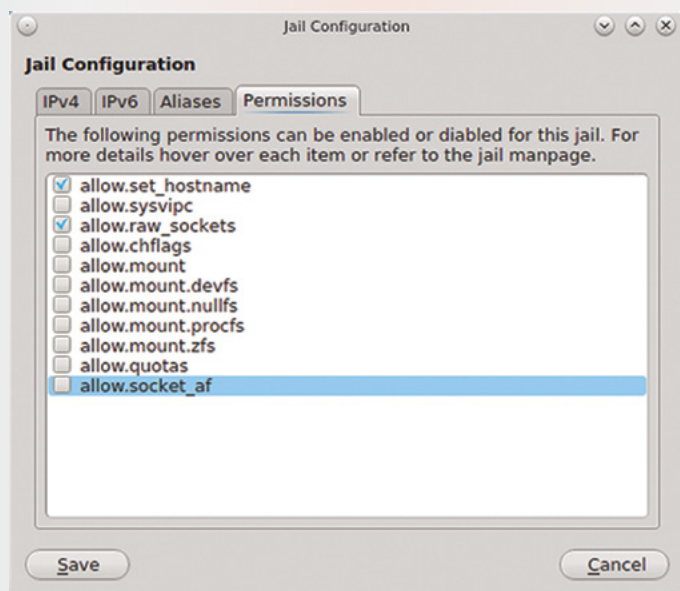 Jail Configuration
Jail Configuration
IPv4 IPv6 Aliases Permissions
The following permissions can be enabled or diabled for this jail. For
more details hover over each item or refer to the jail manpage.
allow.set_hostname
allow.sysvipc
allow.raw_sockets
allow.chflags
allow.mount
allow.mount.devfs
allow.mount.nullfs
allow.mount.procfs
allow.mount.zfs
allow.quotas
allow.socket_af
Save Cancel